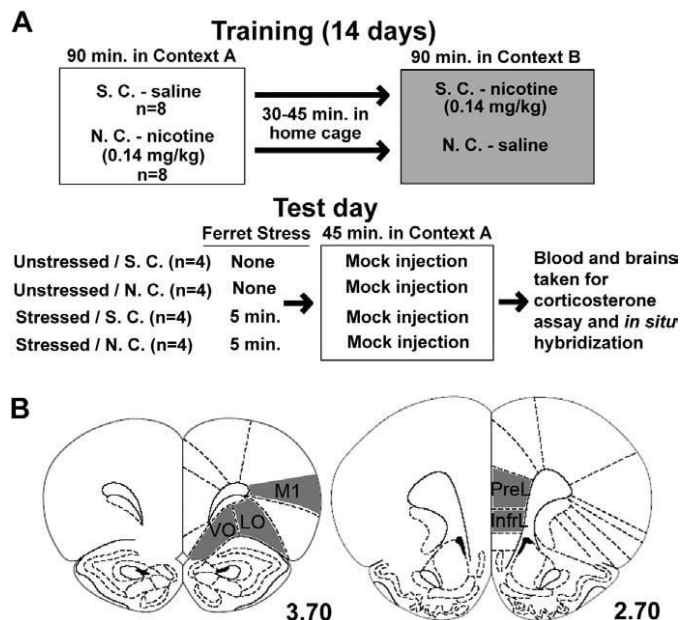 A
Training (14 days)
90 min. in Context A
90 min. in Context B
S. C. - saline
n=8
N. C. - nicotine
(0.14 mg/kg)
n=8
30-45 min. in
home cage
S. C. - nicotine
(0.14 mg/kg)
N. C. - saline
Test day
Ferret Stress
45 min. in Context A
Unstressed / S. C. (n=4) None Mock injection
Unstressed / N. C. (n=4) None Mock injection
Stressed / S. C. (n=4) 5 min. Mock injection
Stressed / N. C. (n=4) 5 min. Mock injection
Blood and brains
taken for
corticosterone
assay and in situ
hybridization
B
M1
VO
LO
3.70
PreL
InfrL
2.70